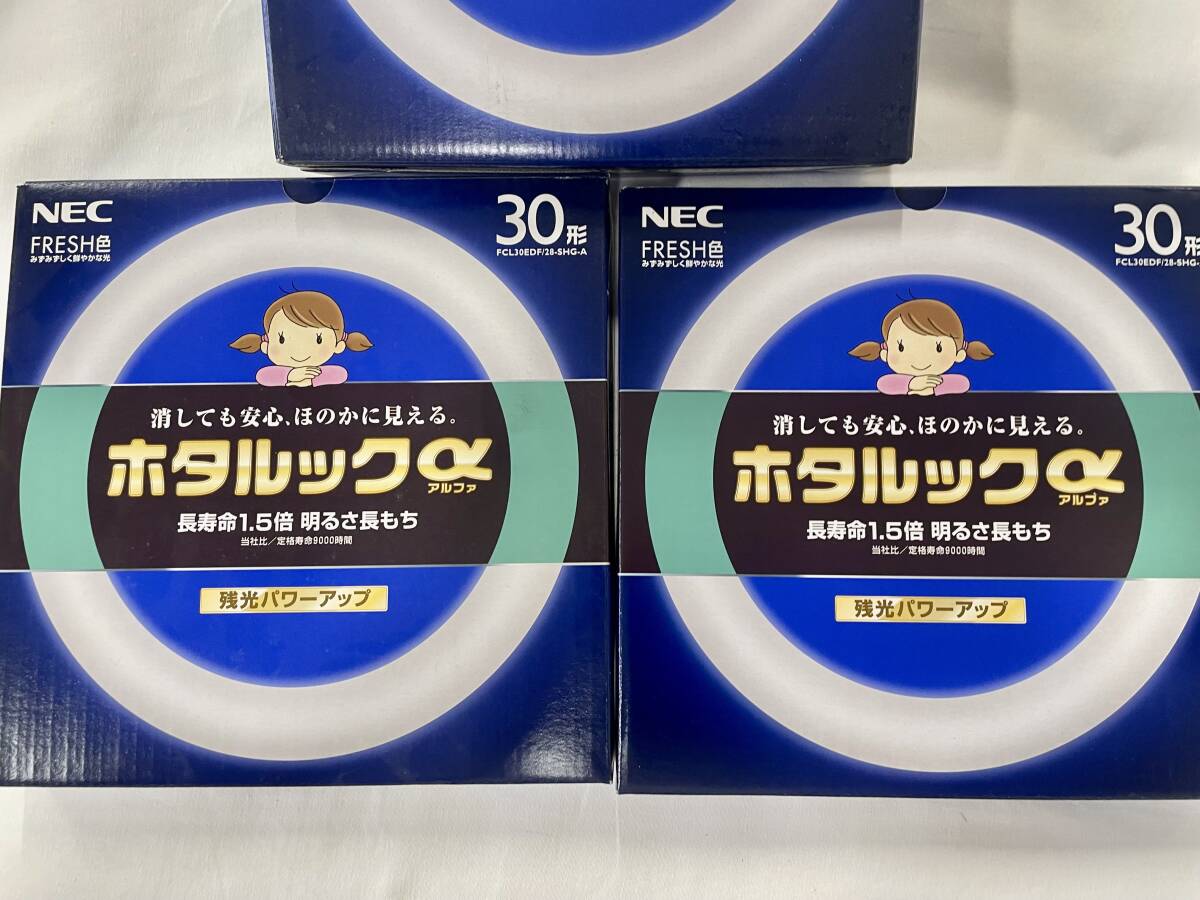 NEC
FRESH色
みずみずしく鮮やかな光
30形
FCL30EDF/28-SHG-A
消しても安心、ほのかに見える。
ホタルックα
アルファ
長寿命1.5倍 明るさ長もち
当社比/定格寿命9000時間
残光パワーアップ
NEC
FRESH色
みずみずしく鮮やかな光
30形
FCL30EDF/28-SHG-
消しても安心、ほのかに見える。
ホタルックα
アルファ
長寿命1.5倍 明るさ長もち
当社比/定格寿命9000時間
残光パワーアップ